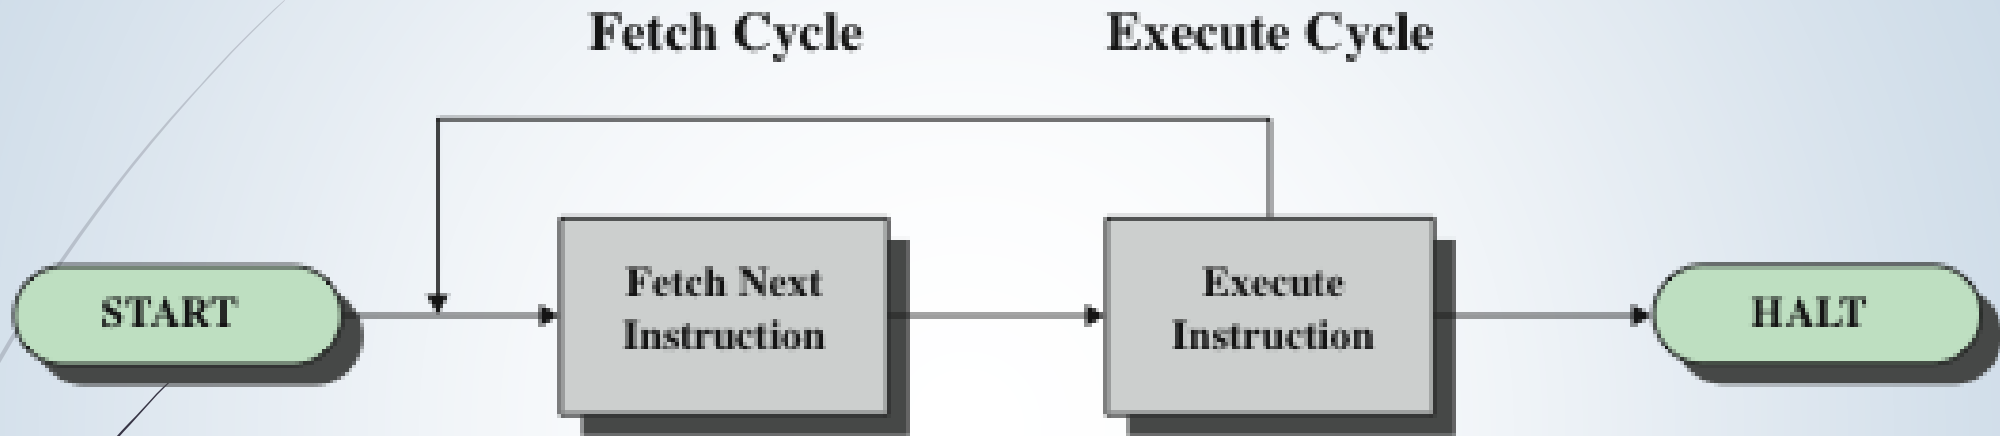 Fetch Cycle
Execute Cycle
START
Fetch Next
Instruction
Execute
Instruction
HALT